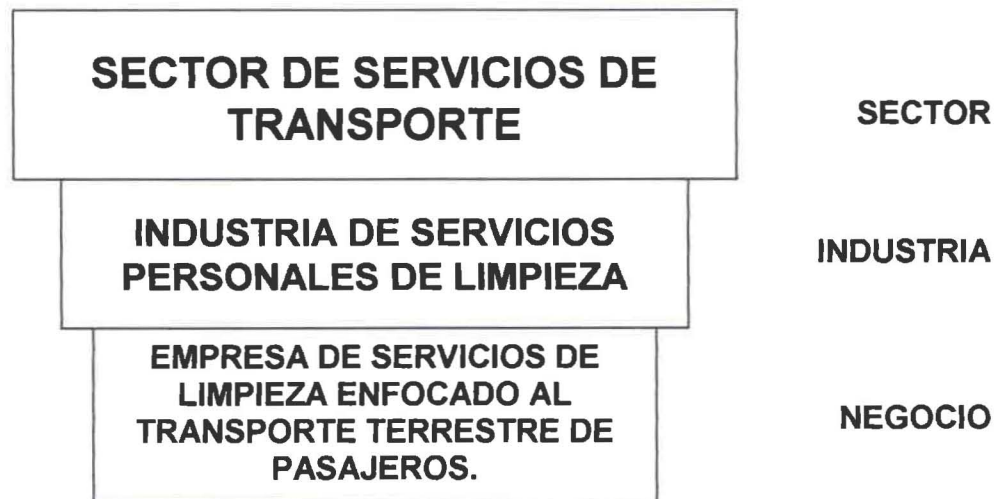 SECTOR DE SERVICIOS DE
TRANSPORTE
SECTOR
INDUSTRIA DE SERVICIOS
PERSONALES DE LIMPIEZA
INDUSTRIA
EMPRESA DE SERVICIOS DE
LIMPIEZA ENFOCADO AL
TRANSPORTE TERRESTRE DE
PASAJEROS.
NEGOCIO